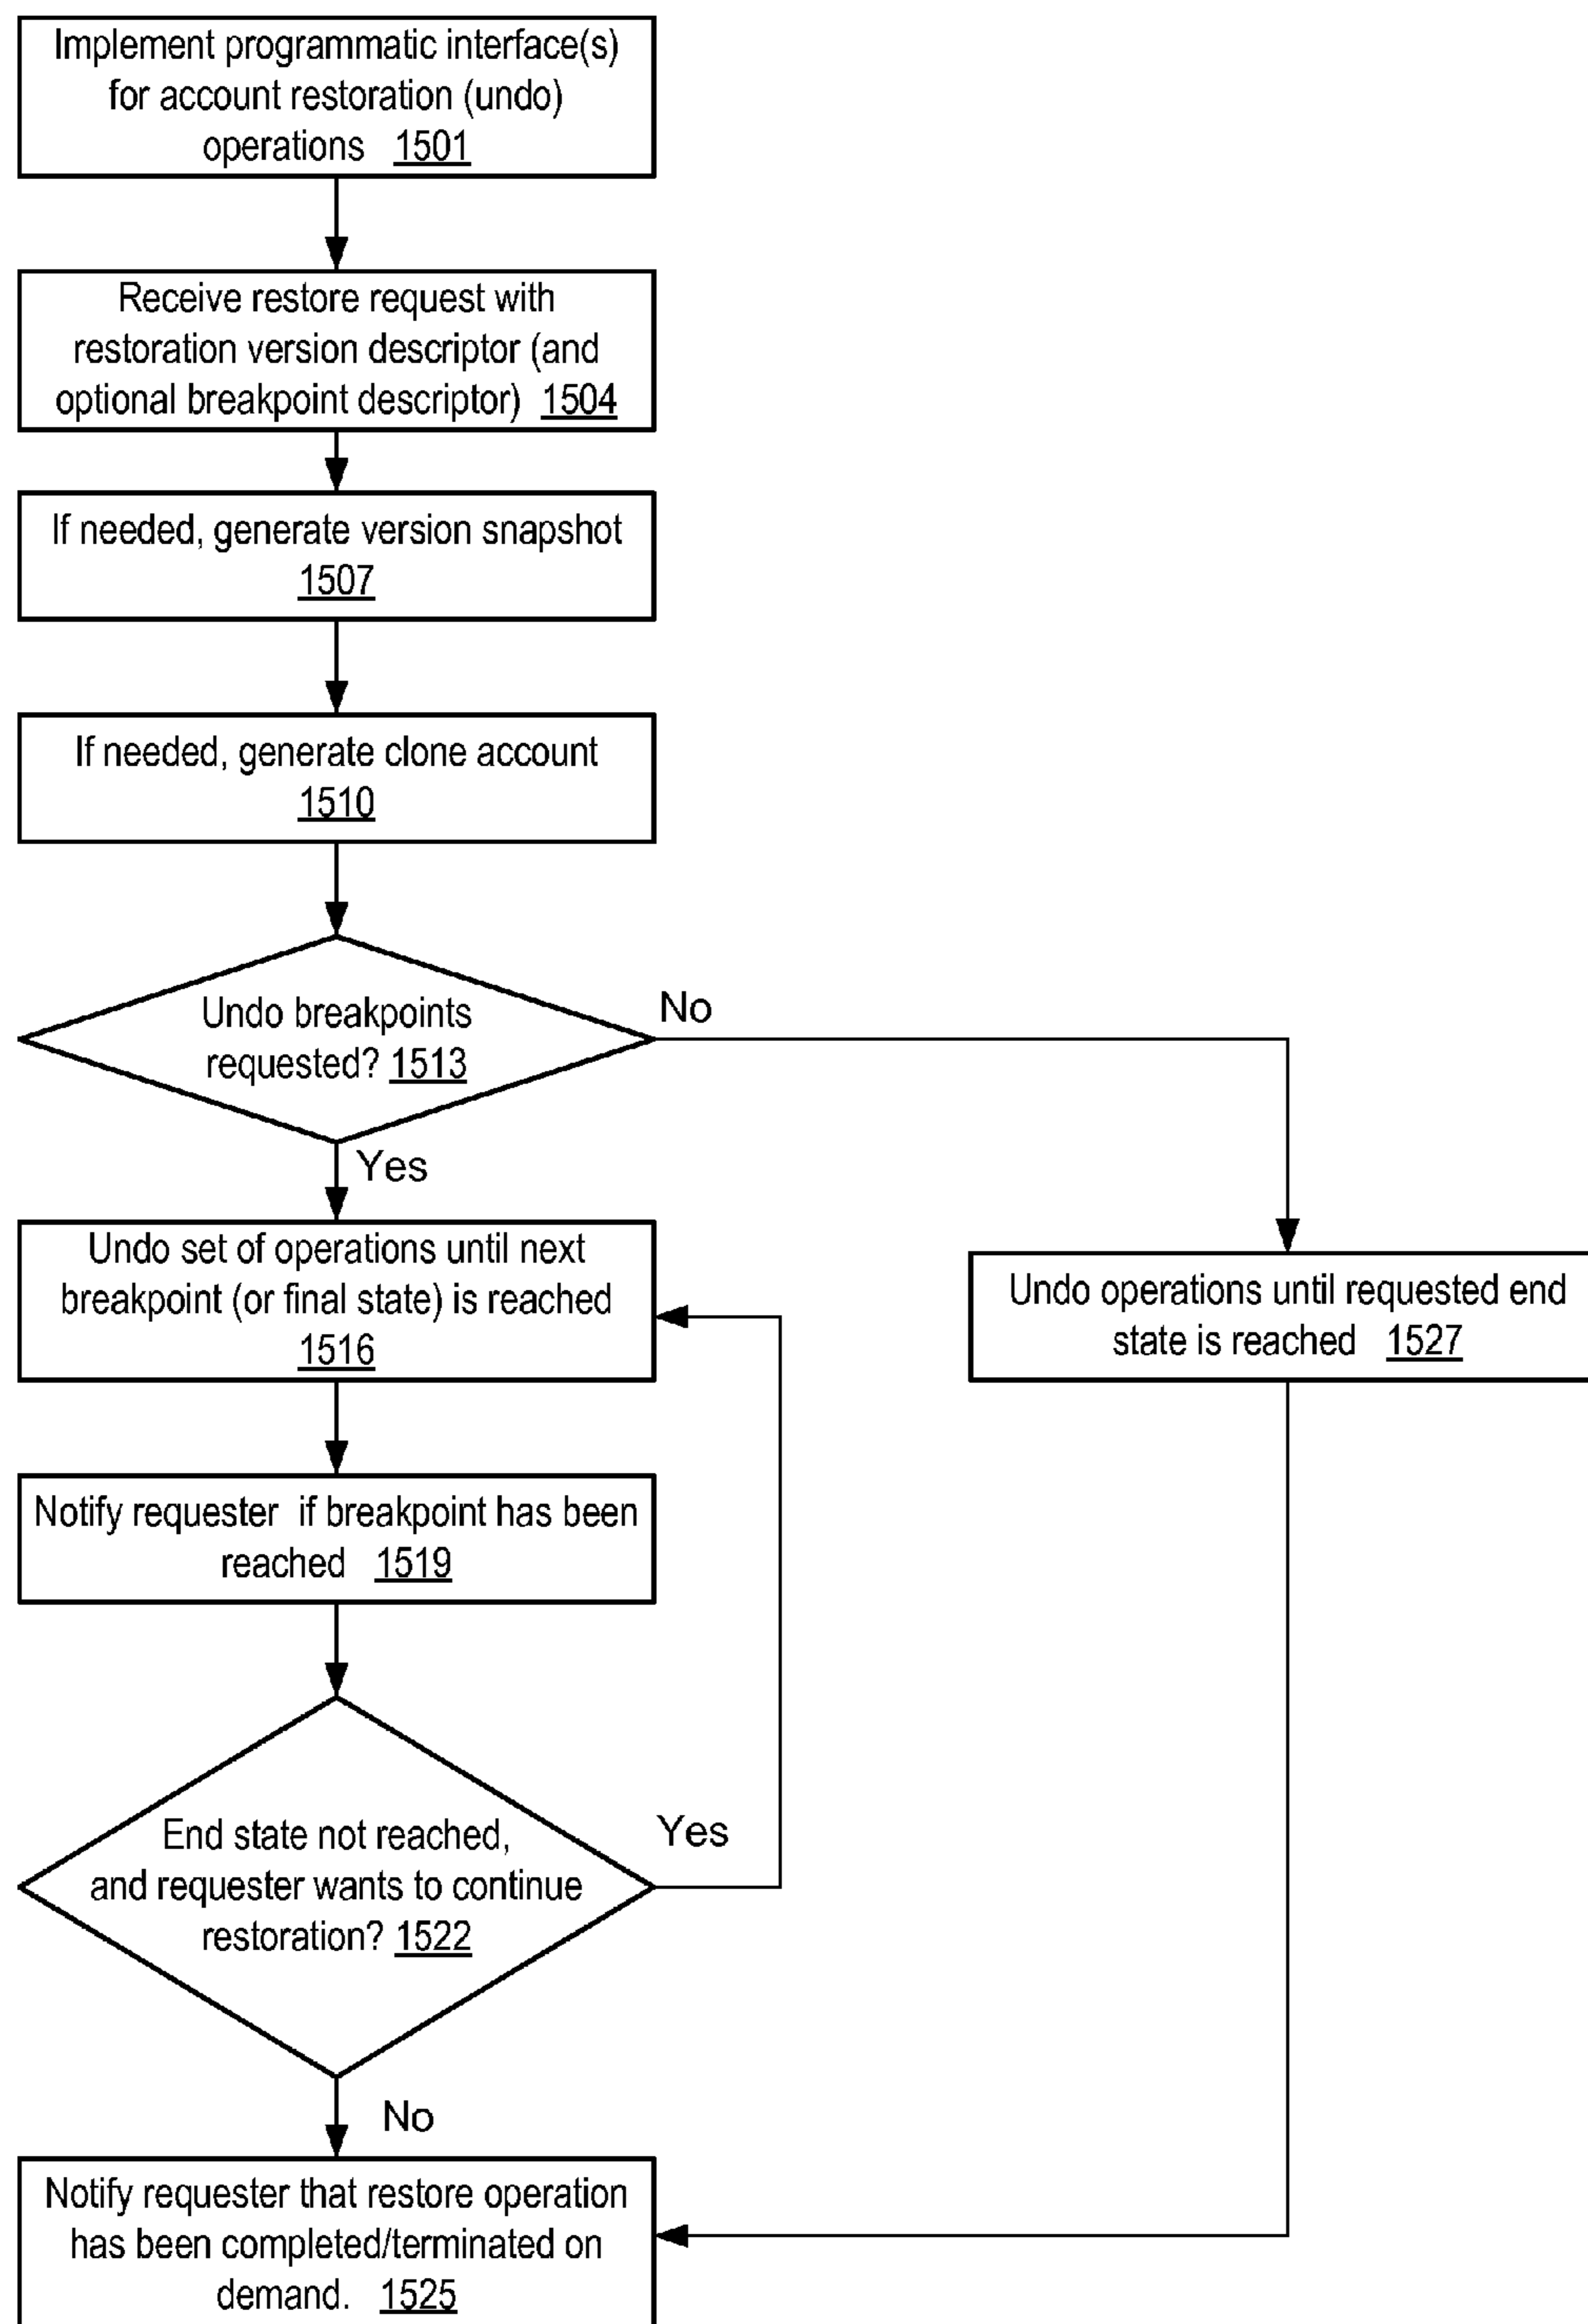 Implement programmatic interface(s)
for account restoration (undo)
operations 1501
Receive restore request with
restoration version descriptor (and
optional breakpoint descriptor) 1504
If needed, generate version snapshot
1507
If needed, generate clone account
1510
Undo breakpoints
requested? 1513
No
Yes
Undo set of operations until next
breakpoint (or final state) is reached
1516
Undo operations until requested end
state is reached 1527
Notify requester if breakpoint has been
reached 1519
End state not reached,
and requester wants to continue
restoration? 1522
Yes
No
Notify requester that restore operation
has been completed/terminated on
demand. 1525